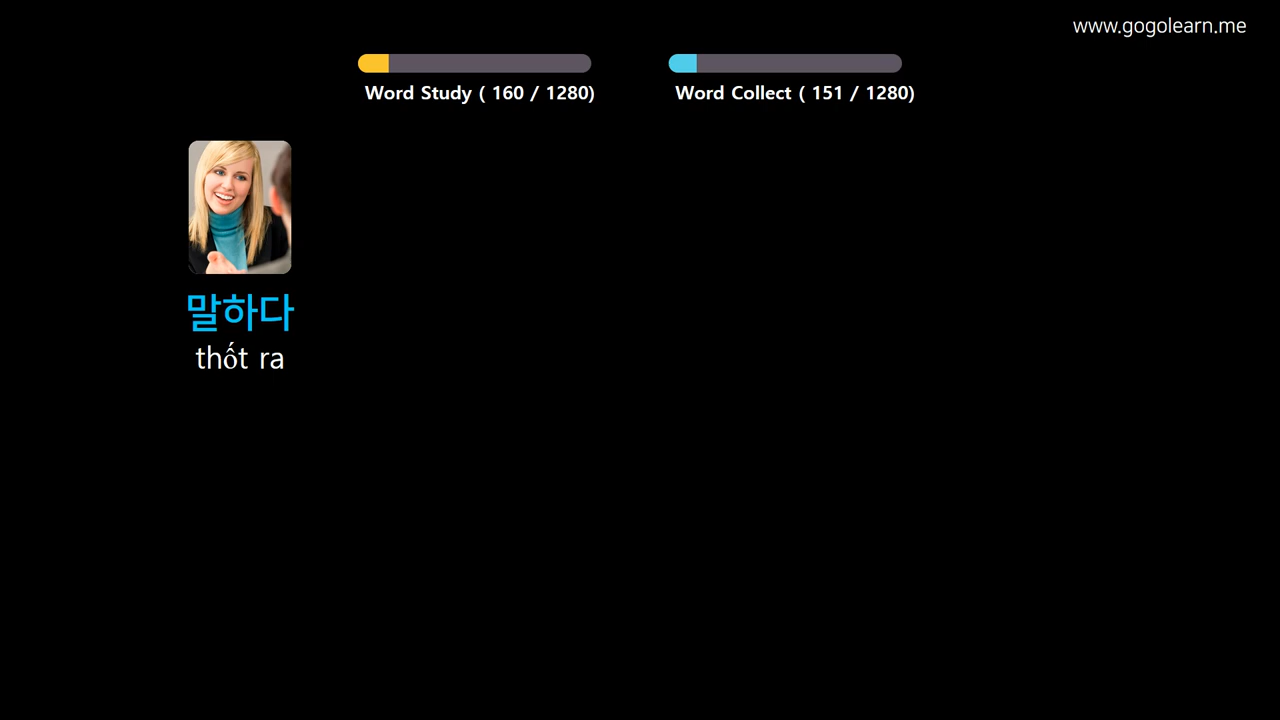 www.gogolearn.me
Word Study ( 160 / 1280)
Word Collect ( 151 / 1280)
말하다
thốt ra